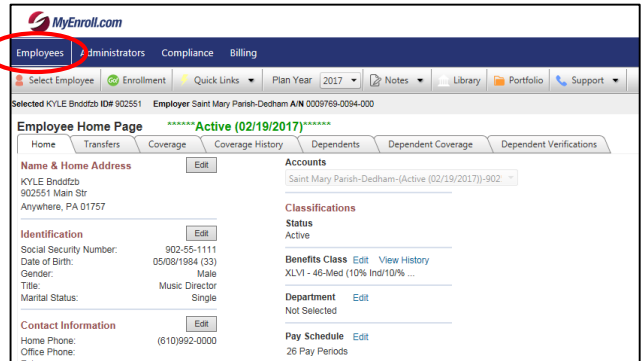 MyEnroll.com
Employees Administrators Compliance Billing
Select Employee Go! Enrollment Quick Links Plan Year 2017 Notes Library Portfolio Support
Selected KYLE Bnddfzb ID# 902551 Employer Saint Mary Parish-Dedham A/N 0009769-0094-000
Employee Home Page ******Active (02/19/2017)******
Home Transfers Coverage Coverage History Dependents Dependent Coverage Dependent Verifications
Name & Home Address Edit
KYLE Bnddfzb
902551 Main Str
Anywhere, PA 01757
Identification Edit
Social Security Number: 902-55-1111
Date of Birth: 05/08/1984 (33)
Gender: Male
Title: Music Director
Marital Status: Single
Contact Information Edit
Home Phone: (610)992-0000
Office Phone:
Accounts
Saint Mary Parish-Dedham-(Active (02/19/2017))-902
Classifications
Status
Active
Benefits Class Edit View History
XLVI - 46-Med (10% Ind/10/% ...
Department Edit
Not Selected
Pay Schedule Edit
26 Pay Periods